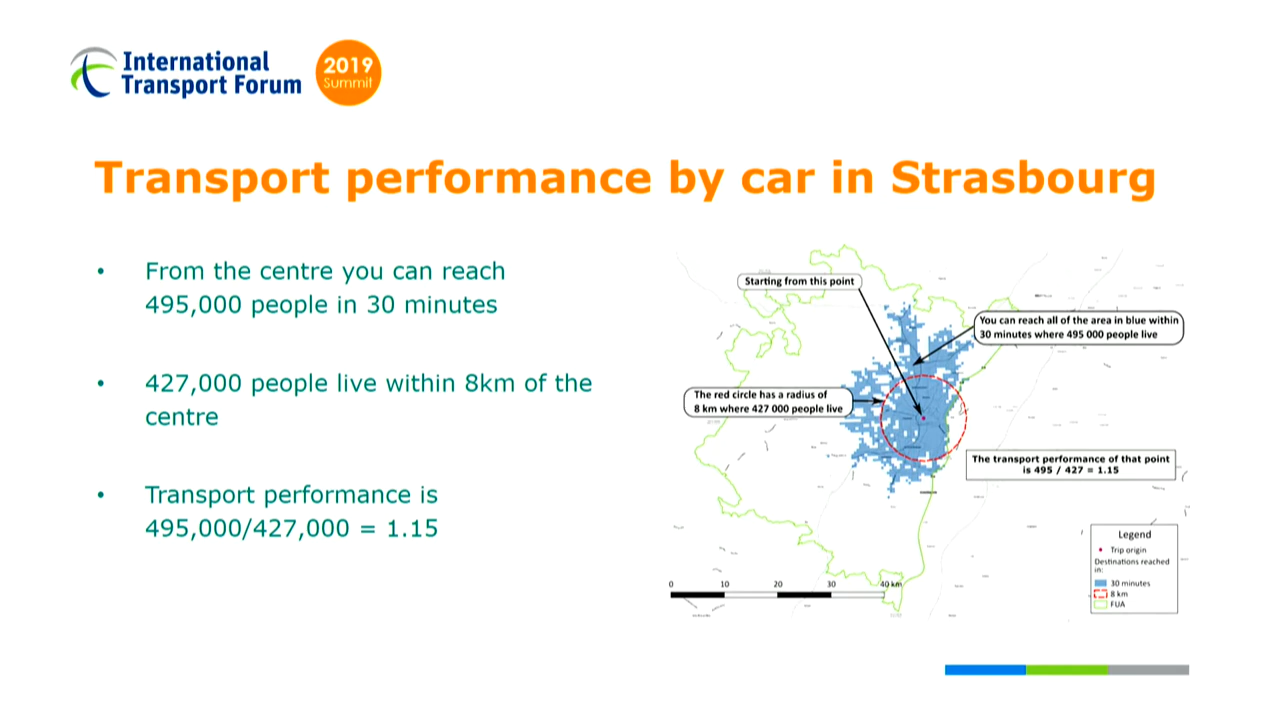 International
Transport Forum
2019
Summit
Transport performance by car in Strasbourg
• From the centre you can reach
495,000 people in 30 minutes
• 427,000 people live within 8km of the
centre
• Transport performance is
495,000/427,000 = 1.15
Starting from this point
You can reach all of the area in blue within
30 minutes where 495 000 people live
The red circle has a radius of
8 km where 427 000 people live
The transport performance of that point
is 495 / 427 = 1.15
0 10 20 30 40 km
Legend
Trip origin
Destinations reached
in:
30 minutes
8 km
FUA